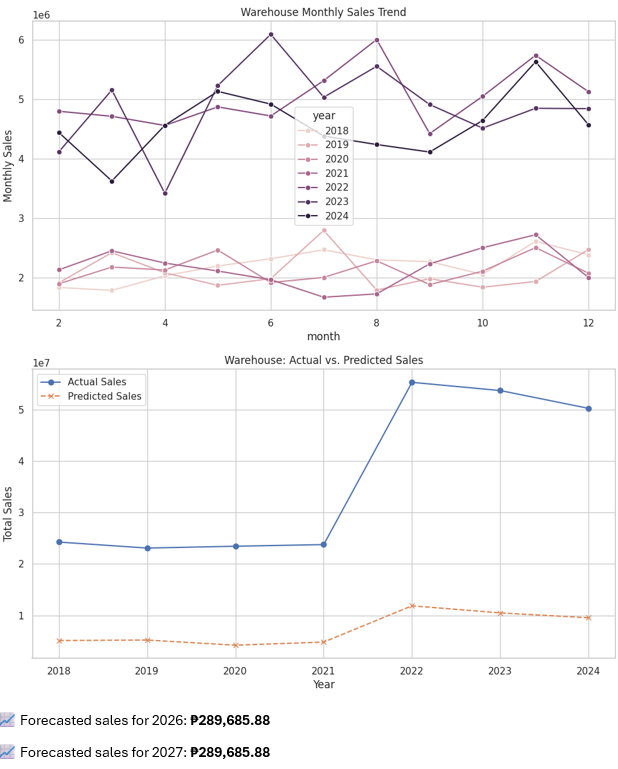 Warehouse Monthly Sales Trend
1e6
6
5
4
3
2
Monthly Sales
year
2018
2019
2020
2021
2022
2023
2024
2 4 6 8 10 12
month
Warehouse: Actual vs. Predicted Sales
1e7
Actual Sales
Predicted Sales
5
4
3
2
1
Total Sales
2018 2019 2020 2021 2022 2023 2024
Year
Forecasted sales for 2026: ₱289,685.88
Forecasted sales for 2027: ₱289,685.88